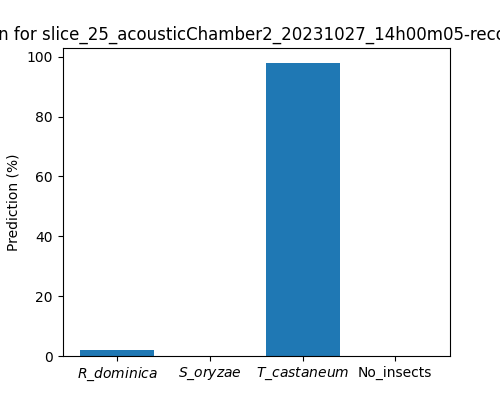 n for slice_25_acousticChamber2_20231027_14h00m05-reco
100
80
60
40
20
0
Prediction (%)
R_dominica S_oryzae T_castaneum No_insects